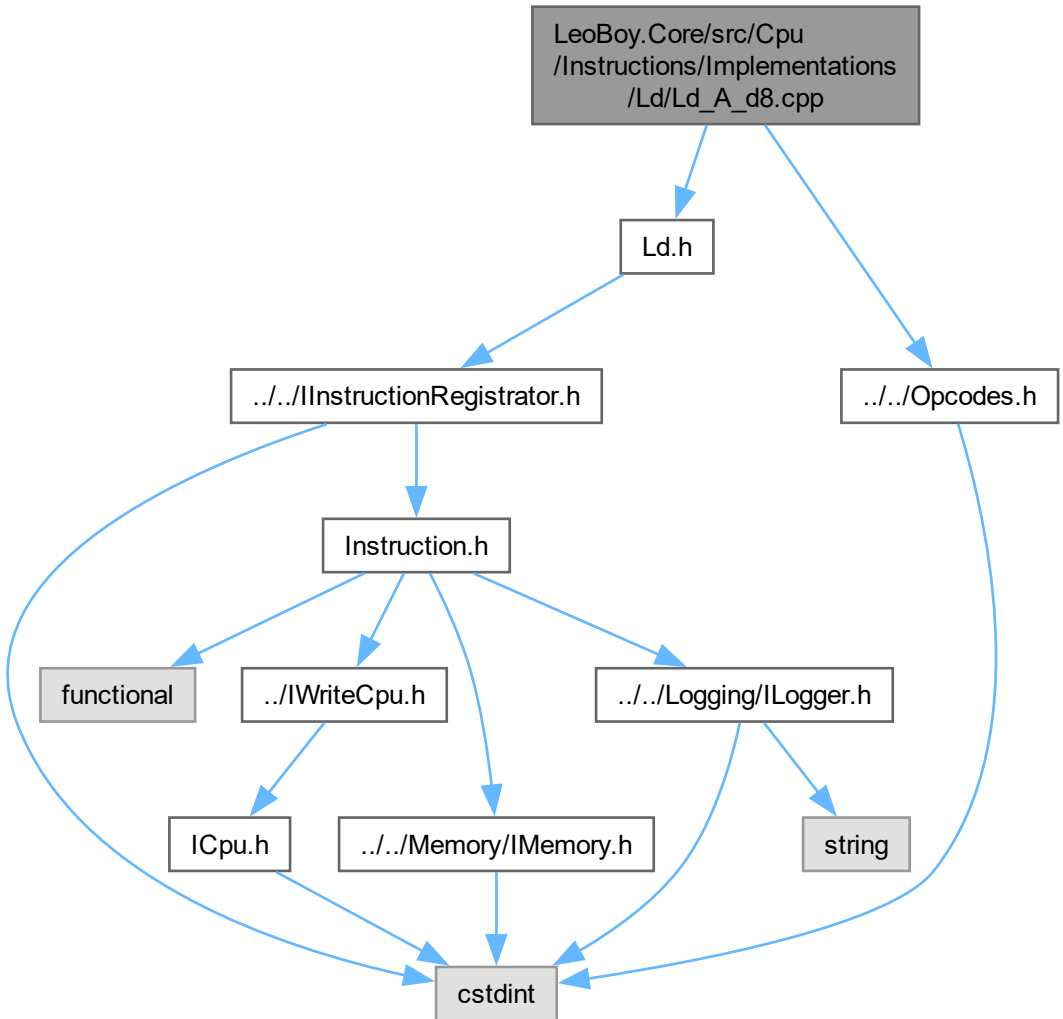 LeoBoy.Core/src/Cpu
/Instructions/Implementations
/Ld/Ld_A_d8.cpp
Ld.h
../../IInstructionRegistrator.h
../../Opcodes.h
Instruction.h
functional
../IWriteCpu.h
../../Logging/ILogger.h
ICpu.h
../../Memory/IMemory.h
string
cstdint